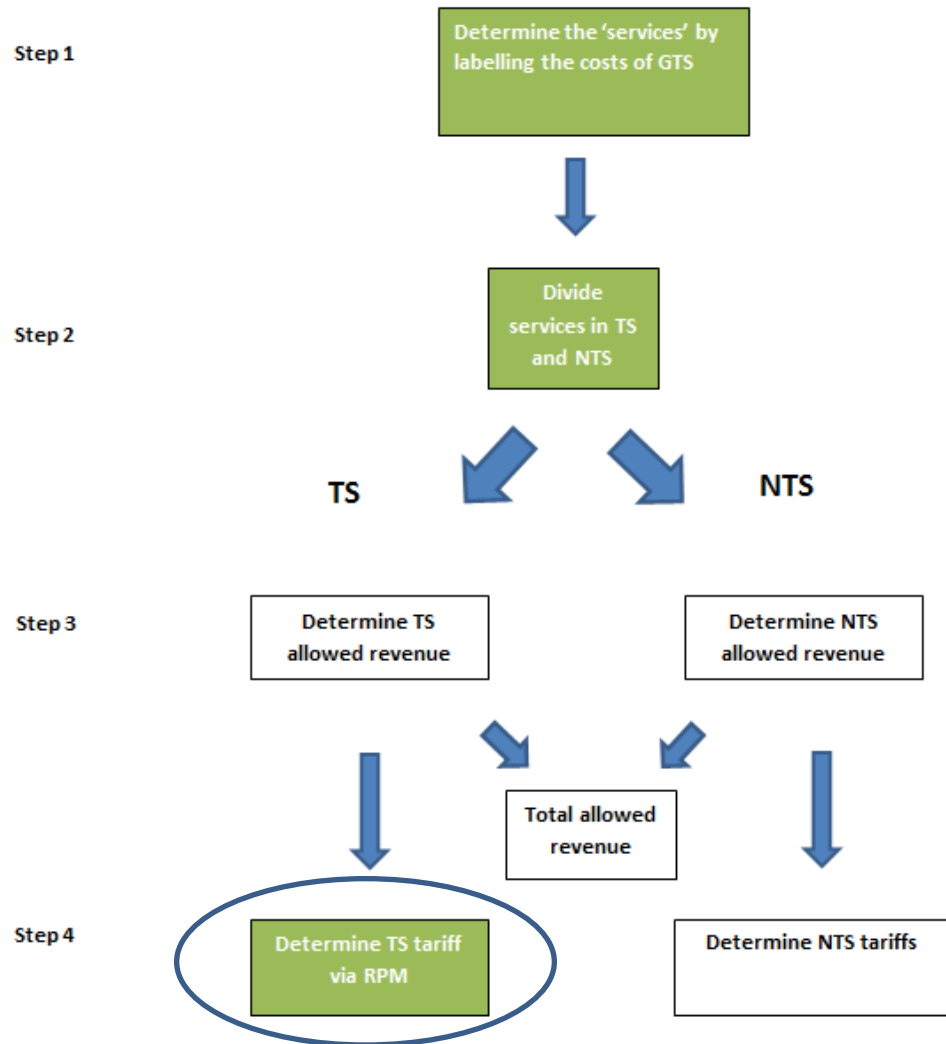 Step 1
Determine the ‘services’ by
labelling the costs of GTS
Step 2
Divide
services in TS
and NTS
TS
NTS
Step 3
Determine TS
allowed revenue
Determine NTS
allowed revenue
Total allowed
revenue
Step 4
Determine TS tariff
via RPM
Determine NTS tariffs